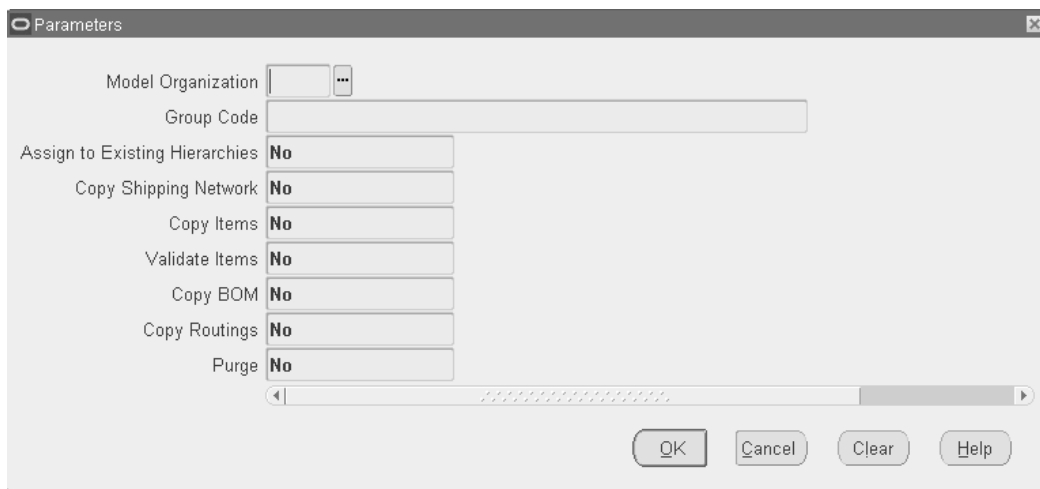 Parameters
Model Organization
Group Code
Assign to Existing Hierarchies No
Copy Shipping Network No
Copy Items No
Validate Items No
Copy BOM No
Copy Routings No
Purge No
OK Cancel Clear Help